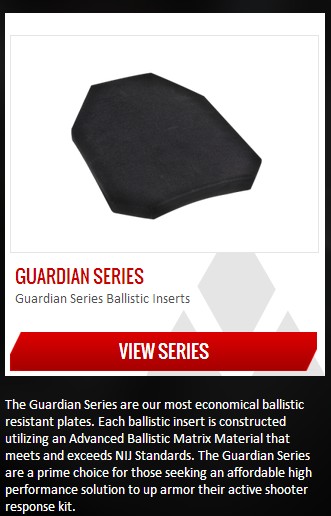 GUARDIAN SERIES
Guardian Series Ballistic Inserts
VIEW SERIES
The Guardian Series are our most economical ballistic
resistant plates. Each ballistic insert is constructed
utilizing an Advanced Ballistic Matrix Material that
meets and exceeds NIJ Standards. The Guardian Series
are a prime choice for those seeking an affordable high
performance solution to up armor their active shooter
response kit.